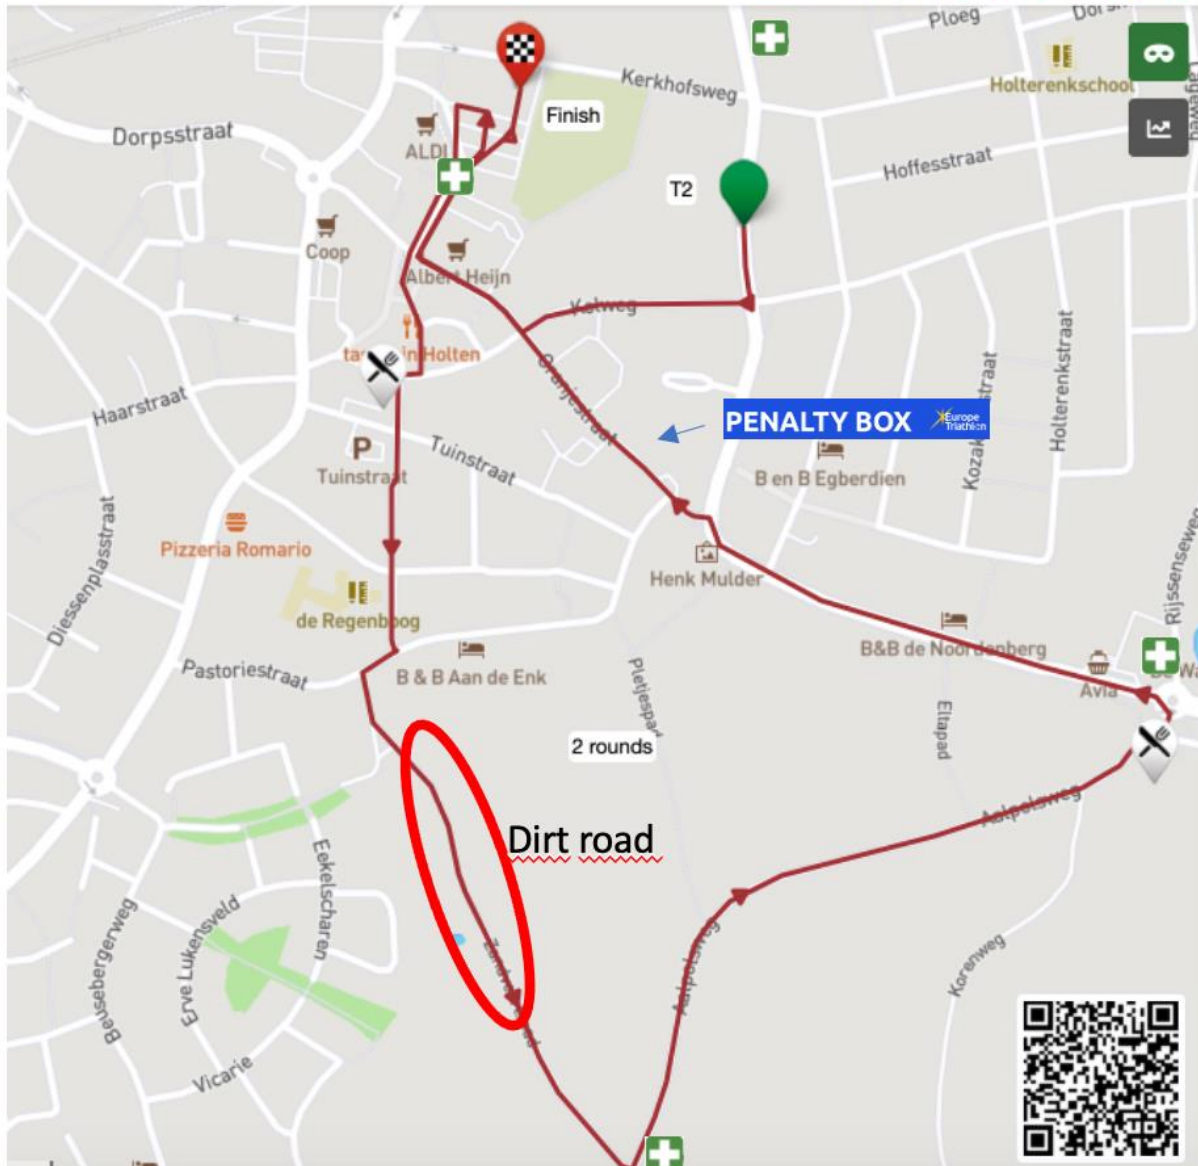 Ploeg
Holterenkschool
Kerkhofsweg
Finish
Dorpsstraat
ALDI
Hoffesstraat
T2
Coop
Albert Heijn
in Holten
Oranjestraat
Haarstraat
PENALTY BOX Europe
Triathlon
Holterenkstraat
P
Tuinstraat
Tuinstraat
B en B Egberdien
Pizzeria Romario
Diessenplasstraat
Henk Mulder
Rijssenseweg
de Regenboog
B&B de Noordenberg
Pastoriestraat
B & B Aan de Enk
Avia
Pletjespad
Eltapad
2 rounds
Aalpolsweg
Dirt road
Eekelscharen
Erve Lukensveld
Beusebergerweg
Aalpolsweg
Korenweg
Vicarie